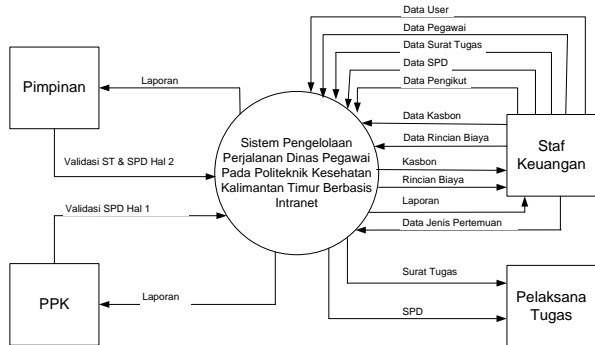 Data User
Data Pegawai
Data Surat Tugas
Data SPD
Data Pengikut
Pimpinan
Laporan
Data Kasbon
Data Rincian Biaya
Staf
Keuangan
Sistem Pengelolaan
Perjalanan Dinas Pegawai
Pada Politeknik Kesehatan
Kalimantan Timur Berbasis
Intranet
Validasi ST & SPD Hal 2
Kasbon
Rincian Biaya
Laporan
Validasi SPD Hal 1
Data Jenis Pertemuan
Surat Tugas
PPK
Laporan
SPD
Pelaksana
Tugas